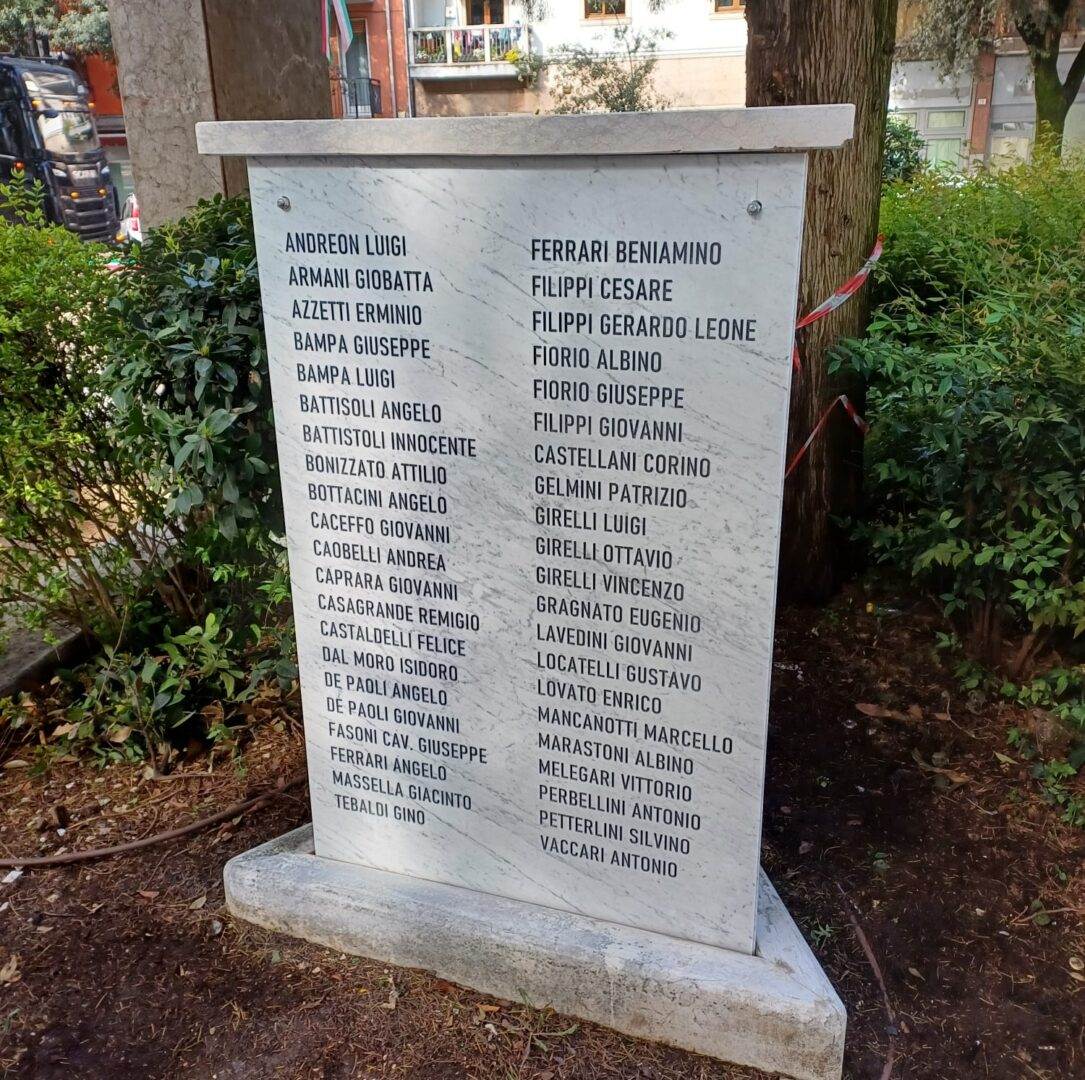 ANDREON LUIGI
ARMANI GIOBATTA
AZZETTI ERMINIO
BAMPA GIUSEPPE
BAMPA LUIGI
BATTISOLI ANGELO
BATTISTOLI INNOCENTE
BONIZZATO ATTILIO
BOTTACINI ANGELO
CACEFFO GIOVANNI
CAOBELLI ANDREA
CAPRARA GIOVANNI
CASAGRANDE REMIGIO
CASTALDELLI FELICE
DAL MORO ISIDORO
DE PAOLI ANGELO
DE PAOLI GIOVANNI
FASONI CAV. GIUSEPPE
FERRARI ANGELO
MASSELLA GIACINTO
TEBALDI GINO
FERRARI BENIAMINO
FILIPPI CESARE
FILIPPI GERARDO LEONE
FIORIO ALBINO
FIORIO GIUSEPPE
FILIPPI GIOVANNI
CASTELLANI CORINO
GELMINI PATRIZIO
GIRELLI LUIGI
GIRELLI OTTAVIO
GIRELLI VINCENZO
GRAGNATO EUGENIO
LAVEDINI GIOVANNI
LOCATELLI GUSTAVO
LOVATO ENRICO
MANCANOTTI MARCELLO
MARASTONI ALBINO
MELEGARI VITTORIO
PERBELLINI ANTONIO
PETTERLINI SILVINO
VACCARI ANTONIO
SCANIA